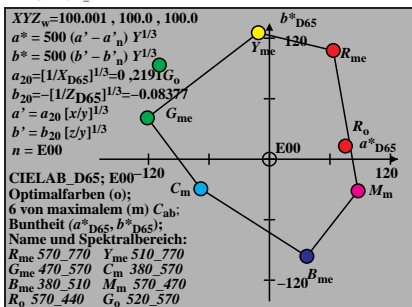 XYZw=100.001 , 100.0 , 100.0
a* = 500 (a' - a'n) Y1/3
b* = 500 (b' - b'n) Y1/3
a20=[1/XD65]1/3=0 ,2191Go
b20=-[1/ZD65]1/3=-0.08377
a' = a20 [x/y]1/3
b' = b20 [z/y]1/3
n = E00
CIELAB_D65; E00
Optimalfarben (o);
6 von maximalem (m) Cab;
Buntheit (a*D65, b*D65);
Name und Spektralbereich:
Rme 570_770 Yme 510_770
Gme 470_570 Cm 380_570
Bme 380_510 Mm 570_470
Ro 570_440 Go 520_570
b*D65
120
Yme
Rme
Gme
Ro
a*D65
E00
-120
120
Cm
Mm
Bme
-120